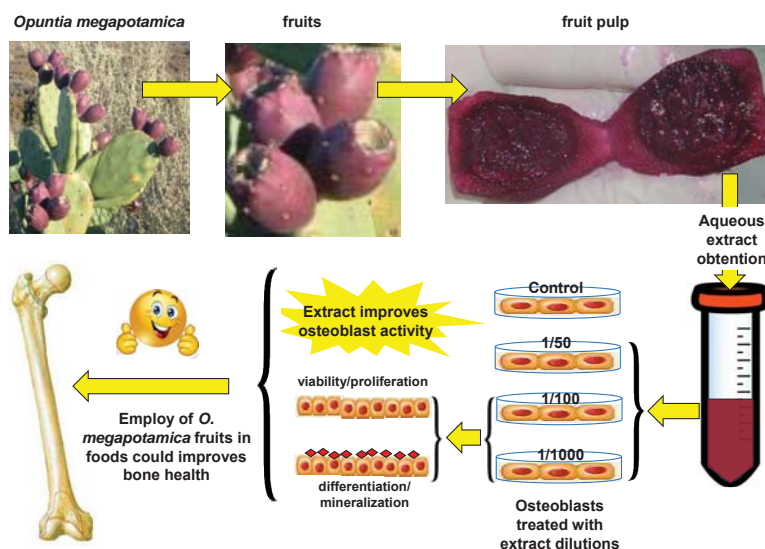 Opuntia megapotamica
fruits
fruit pulp
Aqueous
extract
obtention
Control
1/50
1/100
1/1000
Osteoblasts
treated with
extract dilutions
Extract improves
osteoblast activity
viability/proliferation
differentiation/
mineralization
Employ of O.
megapotamica fruits in
foods could improves
bone health